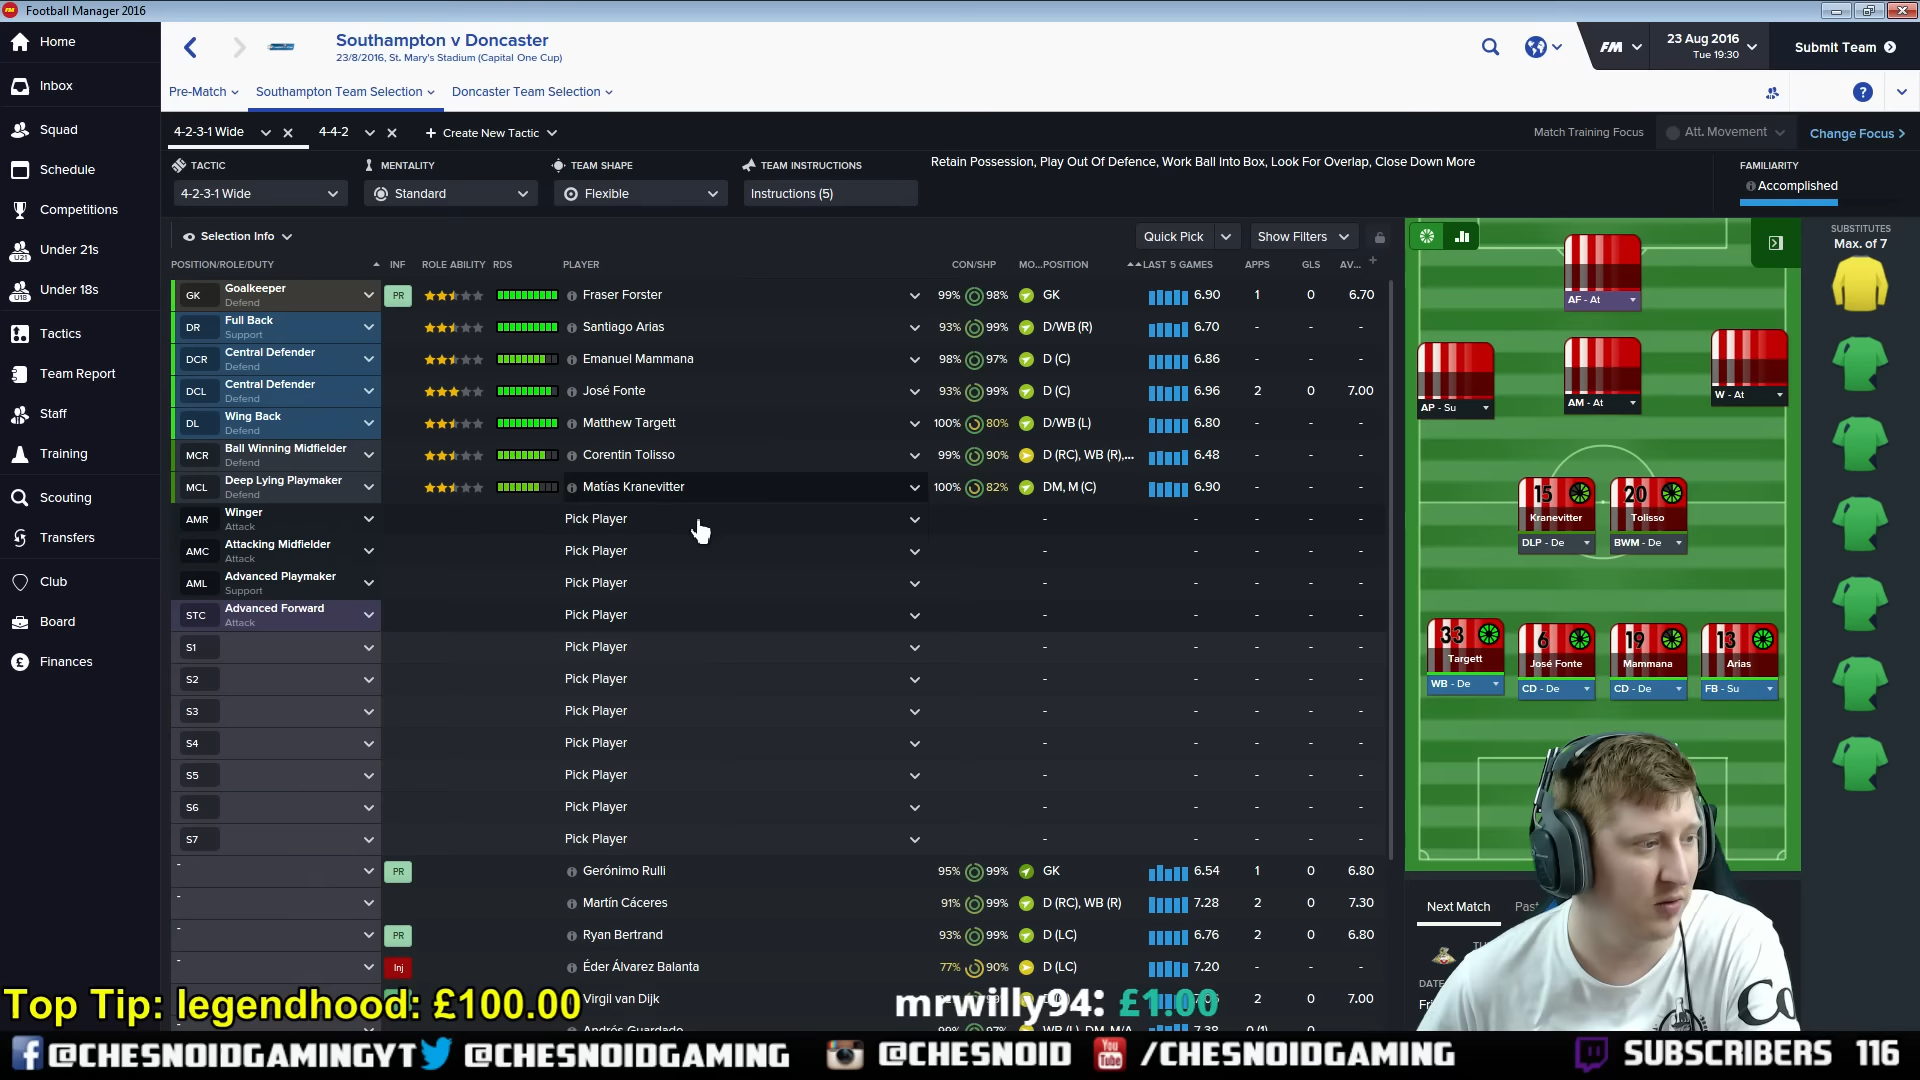 Football Manager 2016
Home
Inbox
Squad
Schedule
Competitions
Under 21s
Under 18s
Tactics
Team Report
Staff
Training
Scouting
Transfers
Club
Board
Finances
Southampton v Doncaster
23/8/2016, St. Mary's Stadium (Capital One Cup)
FM
23 Aug 2016
Tue 19:30
Submit Team
Pre-Match
Southampton Team Selection
Doncaster Team Selection
4-2-3-1 Wide
4-4-2
Create New Tactic
Match Training Focus
Att. Movement
Change Focus
TACTIC
4-2-3-1 Wide
MENTALITY
Standard
TEAM SHAPE
Flexible
TEAM INSTRUCTIONS
Instructions (5)
Retain Possession, Play Out Of Defence, Work Ball Into Box, Look For Overlap, Close Down More
FAMILIARITY
Accomplished
Selection Info
Quick Pick
Show Filters
POSITION/ROLE/DUTY INF ROLE ABILITY RDS PLAYER CON/SHP MO... POSITION LAST 5 GAMES APPS GLS AV...
GK Goalkeeper Defend PR Fraser Forster 99% 98% GK 6.90 1 0 6.70
DR Full Back Support Santiago Arias 93% 99% D/WB (R) 6.70 - - -
DCR Central Defender Defend Emanuel Mammana 98% 97% D (C) 6.86 - - -
DCL Central Defender Defend José Fonte 93% 99% D (C) 6.96 2 0 7.00
DL Wing Back Defend Matthew Targett 100% 80% D/WB (L) 6.80 - - -
MCR Ball Winning Midfielder Defend Corentin Tolisso 99% 90% D (RC), WB (R),... 6.48 - - -
MCL Deep Lying Playmaker Defend Matías Kranevitter 100% 82% DM, M (C) 6.90 - - -
AMR Winger Attack Pick Player - - - - -
AMC Attacking Midfielder Attack Pick Player - - - - -
AML Advanced Playmaker Support Pick Player - - - - -
STC Advanced Forward Attack Pick Player - - - - -
S1 Pick Player - - - - -
S2 Pick Player - - - - -
S3 Pick Player - - - - -
S4 Pick Player - - - - -
S5 Pick Player - - - - -
S6 Pick Player - - - - -
S7 Pick Player - - - - -
- PR Gerónimo Rulli 95% 99% GK 6.54 1 0 6.80
- Martín Cáceres 91% 99% D (RC), WB (R) 7.28 2 0 7.30
- PR Ryan Bertrand 93% 99% D (LC) 6.76 2 0 6.80
- Inj Éder Álvarez Balanta 77% 90% D (LC) 7.20 - - -
Virgil van Dijk 2 0 7.00
Andrés Guardado
SUBSTITUTES
Max. of 7
AF - At
AP - Su
AM - At
W - At
15 Kranevitter DLP - De
20 Tolisso BWM - De
33 Targett WB - De
6 José Fonte CD - De
19 Mammana CD - De
13 Arias FB - Su
Next Match
Past
DATE
Top Tip: legendhood: £100.00
mrwilly94: £1.00
@CHESNOIDGAMINGYT @CHESNOIDGAMING @CHESNOID You Tube /CHESNOIDGAMING SUBSCRIBERS 116